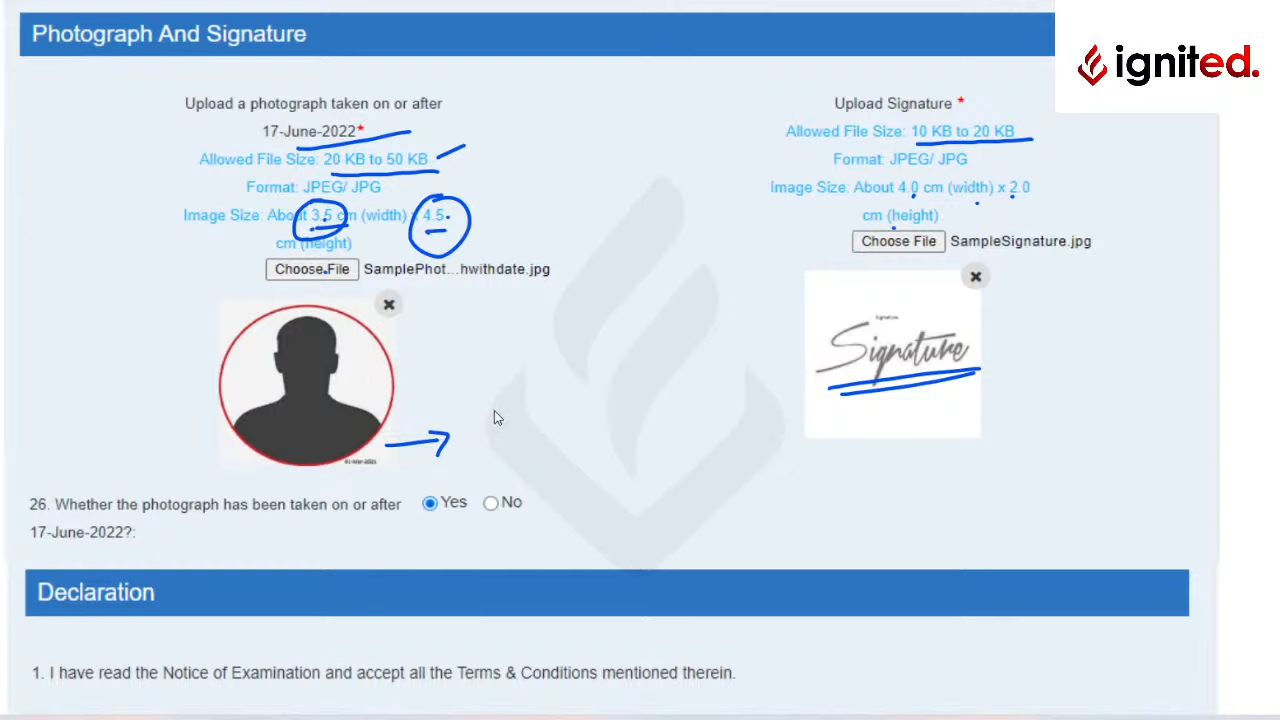 Photograph And Signature
ignited.
Upload a photograph taken on or after
17-June-2022*
Allowed File Size: 20 KB to 50 KB
Format: JPEG/ JPG
Image Size: About 3.5 cm (width) x 4.5
cm (height)
Choose File SamplePhot...hwithdate.jpg
Upload Signature *
Allowed File Size: 10 KB to 20 KB
Format: JPEG/ JPG
Image Size: About 4.0 cm (width) x 2.0
cm (height)
Choose File SampleSignature.jpg
Signature
Signature
26. Whether the photograph has been taken on or after
17-June-2022?:
Yes No
Declaration
1. I have read the Notice of Examination and accept all the Terms & Conditions mentioned therein.